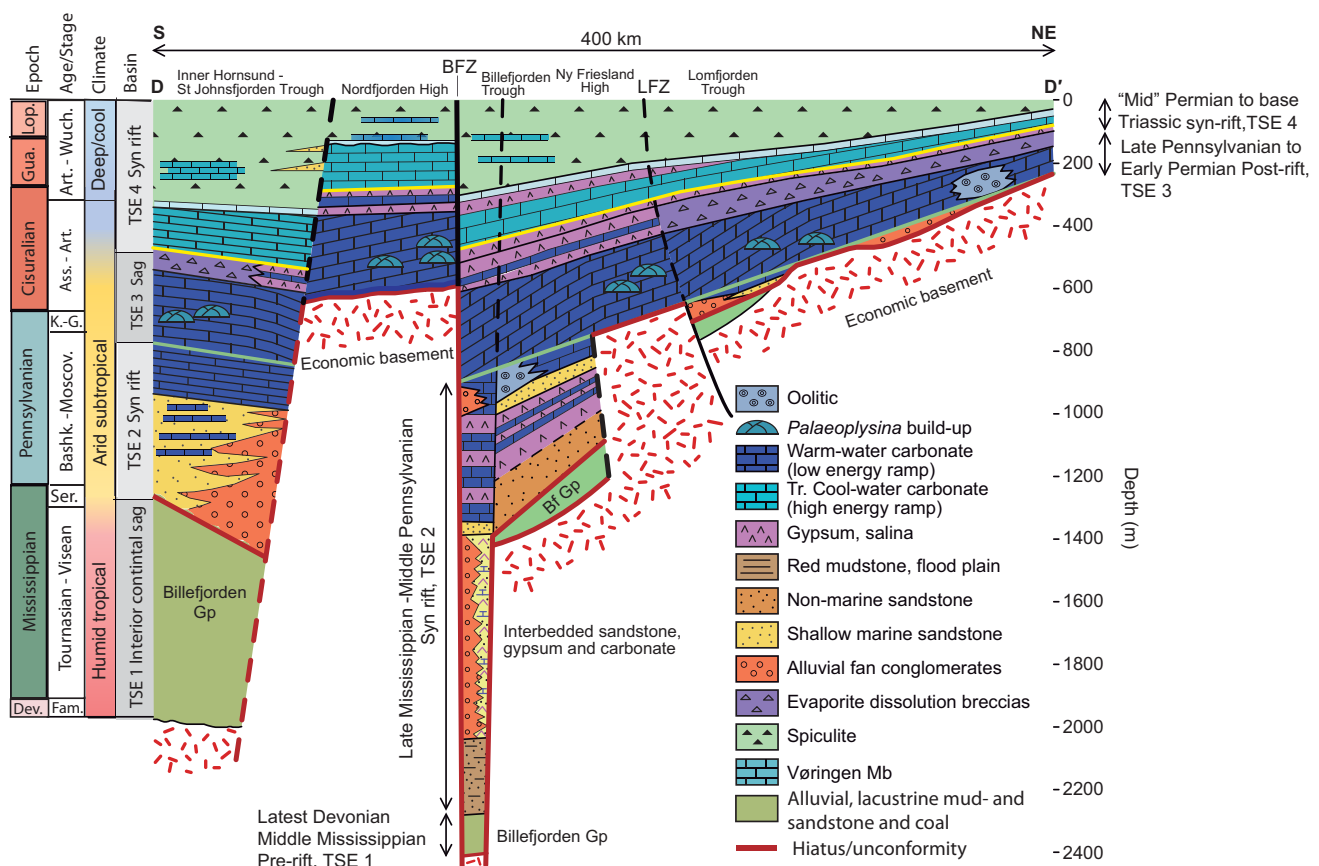 S
NE
400 km
BFZ
Inner Hornsund -
St Johnsfjorden Trough
Nordfjorden High
Billefjorden
Trough
Ny Friesland
High
LFZ
Lomfjorden
Trough
D
D′
Epoch
Age/Stage
Climate
Basin
Lop.
Gua.
Cisuralian
Pennsylvanian
Mississippian
Dev.
Art. - Wuch.
Ass. - Art.
K.-G.
Bashk. -Moscov.
Ser.
Tournasian - Visean
Fam.
Deep/cool
Arid subtropical
Humid tropical
TSE 4 Syn rift
TSE 3 Sag
TSE 2 Syn rift
TSE 1 Interior contintal sag
Economic basement
Economic basement
Billefjorden
Gp
Bf Gp
Late Mississippian -Middle Pennsylvanian
Syn rift, TSE 2
Interbedded sandstone,
gypsum and carbonate
Latest Devonian
Middle Mississippian
Pre-rift, TSE 1
Billefjorden Gp
0
200
400
600
800
1000
1200
1400
1600
1800
2000
2200
2400
Depth (m)
“Mid” Permian to base
Triassic syn-rift,TSE 4
Late Pennsylvanian to
Early Permian Post-rift,
TSE 3
Oolitic
Palaeoplysina build-up
Warm-water carbonate
(low energy ramp)
Tr. Cool-water carbonate
(high energy ramp)
Gypsum, salina
Red mudstone, flood plain
Non-marine sandstone
Shallow marine sandstone
Alluvial fan conglomerates
Evaporite dissolution breccias
Spiculite
Vøringen Mb
Alluvial, lacustrine mud- and
sandstone and coal
Hiatus/unconformity